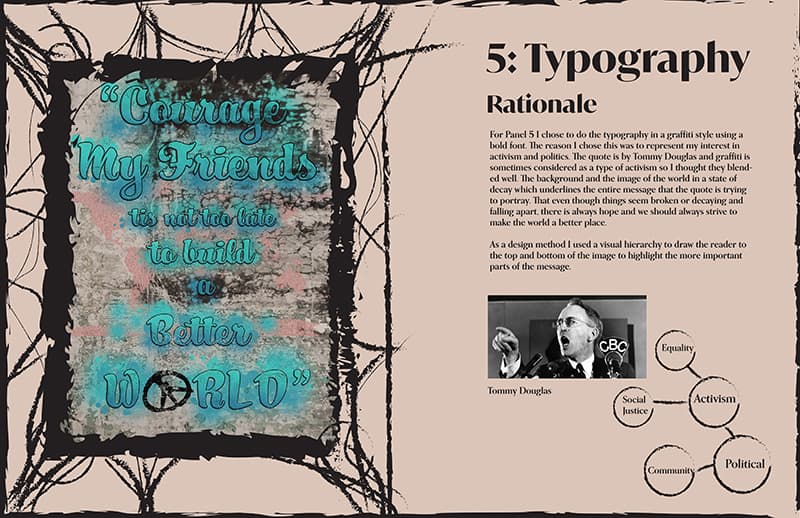 “Courage
My Friends
tis not too late
to build
a
Better
WORLD”
5: Typography
Rationale
For Panel 5 I chose to do the typography in a graffiti style using a
bold font. The reason I chose this was to represent my interest in
activism and politics. The quote is by Tommy Douglas and graffiti is
sometimes considered as a type of activism so I thought they blend-
ed well. The background and the image of the world in a state of
decay which underlines the entire message that the quote is trying
to portray. That even though things seem broken or decaying and
falling apart, there is always hope and we should always strive to
make the world a better place.
As a design method I used a visual hierarchy to draw the reader to
the top and bottom of the image to highlight the more important
parts of the message.
CBC
Tommy Douglas
Equality
Social
Justice
Activism
Community
Political